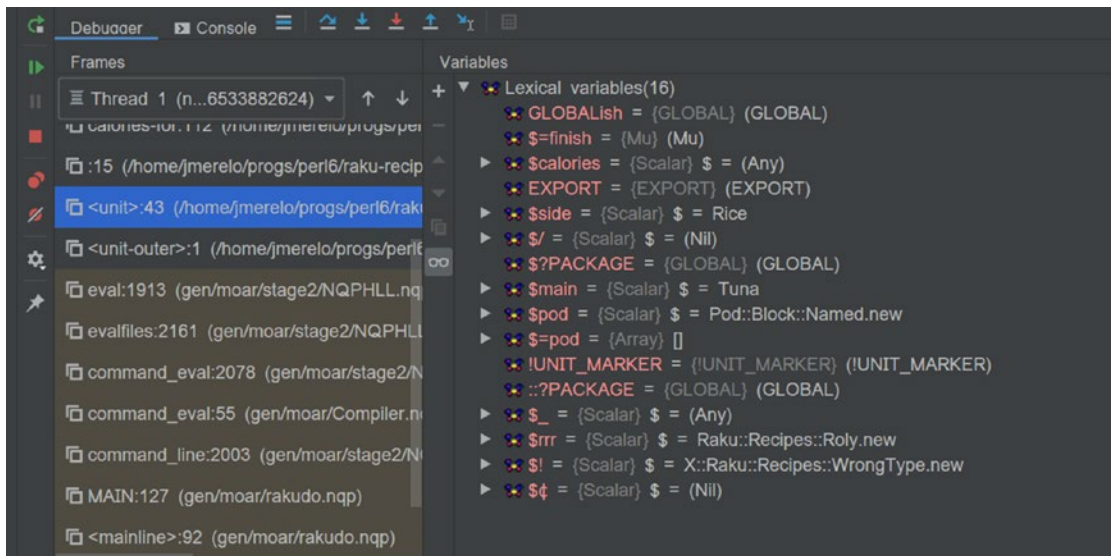 Debugger
Console
Frames
Variables
Thread 1 (n...6533882624)
calories-for:112 (/home/jmerelo/progs/perl
:15 (/home/jmerelo/progs/perl6/raku-recip
<unit>:43 (/home/jmerelo/progs/perl6/raku
<unit-outer>:1 (/home/jmerelo/progs/perl6
eval:1913 (gen/moar/stage2/NQPHLL.nq
evalfiles:2161 (gen/moar/stage2/NQPHLL
command_eval:2078 (gen/moar/stage2/N
command_eval:55 (gen/moar/Compiler.n
command_line:2003 (gen/moar/stage2/N
MAIN:127 (gen/moar/rakudo.nqp)
<mainline>:92 (gen/moar/rakudo.nqp)
Lexical variables(16)
GLOBALish = {GLOBAL} (GLOBAL)
$=finish = {Mu} (Mu)
$calories = {Scalar} $ = (Any)
EXPORT = {EXPORT} (EXPORT)
$side = {Scalar} $ = Rice
$/ = {Scalar} $ = (Nil)
$?PACKAGE = {GLOBAL} (GLOBAL)
$main = {Scalar} $ = Tuna
$pod = {Scalar} $ = Pod::Block::Named.new
$=pod = {Array} []
!UNIT_MARKER = {!UNIT_MARKER} (!UNIT_MARKER)
::?PACKAGE = {GLOBAL} (GLOBAL)
$_ = {Scalar} $ = (Any)
$rrr = {Scalar} $ = Raku::Recipes::Roly.new
$! = {Scalar} $ = X::Raku::Recipes::WrongType.new
$¢ = {Scalar} $ = (Nil)